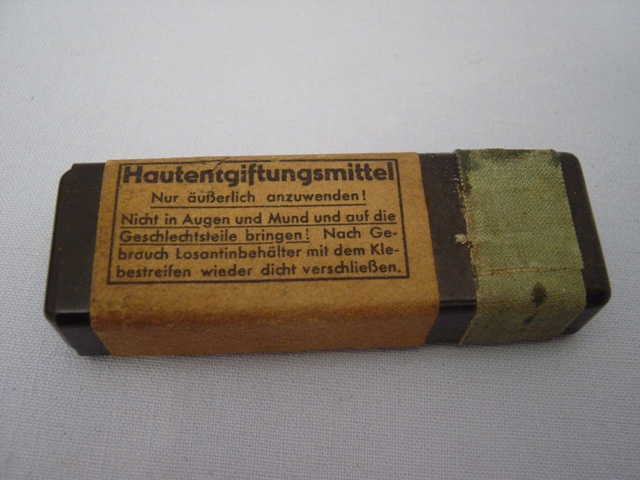 Hautentgiftungsmittel
Nur äußerlich anzuwenden!
Nicht in Augen und Mund und auf die
Geschlechtsteile bringen! Nach Ge-
brauch Losantinbehälter mit dem Kle-
bestreifen wieder dicht verschließen.